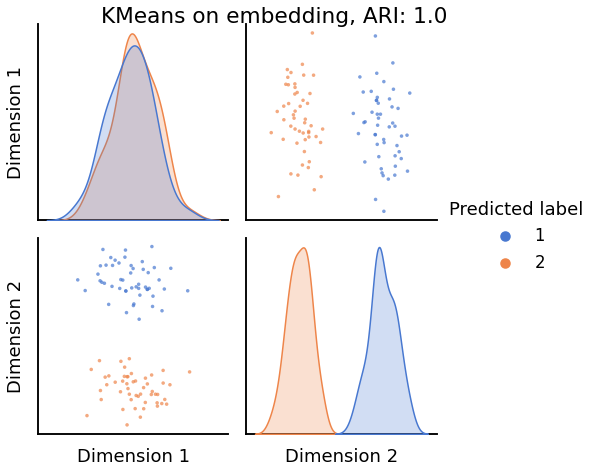 KMeans on embedding, ARI: 1.0
Dimension 1
Predicted label
1
2
Dimension 2
Dimension 1
Dimension 2